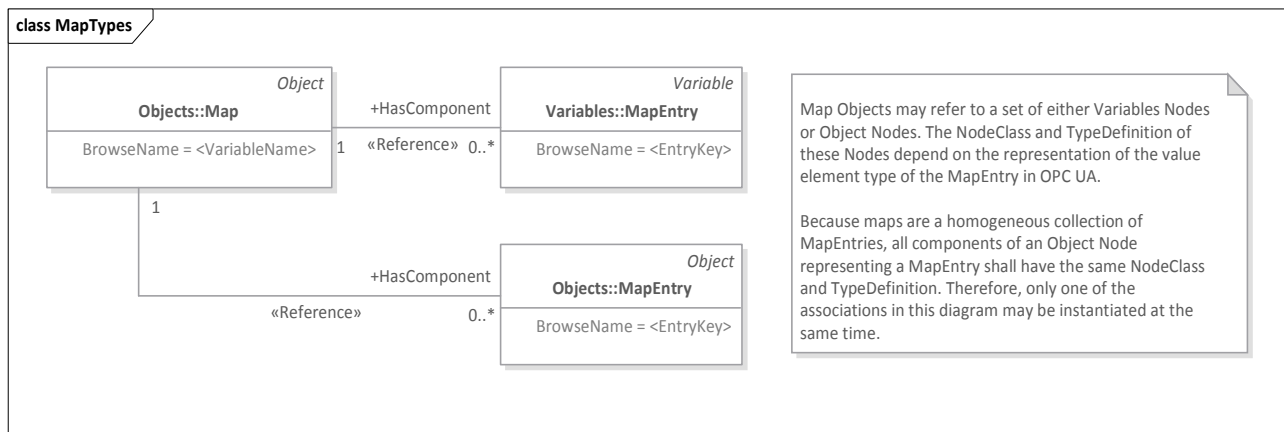 class MapTypes
Object
Objects::Map
BrowseName = <VariableName>
+HasComponent
1 «Reference» 0..*
Variable
Variables::MapEntry
BrowseName = <EntryKey>
1
+HasComponent
«Reference» 0..*
Object
Objects::MapEntry
BrowseName = <EntryKey>
Map Objects may refer to a set of either Variables Nodes
or Object Nodes. The NodeClass and TypeDefinition of
these Nodes depend on the representation of the value
element type of the MapEntry in OPC UA.
Because maps are a homogeneous collection of
MapEntries, all components of an Object Node
representing a MapEntry shall have the same NodeClass
and TypeDefinition. Therefore, only one of the
associations in this diagram may be instantiated at the
same time.